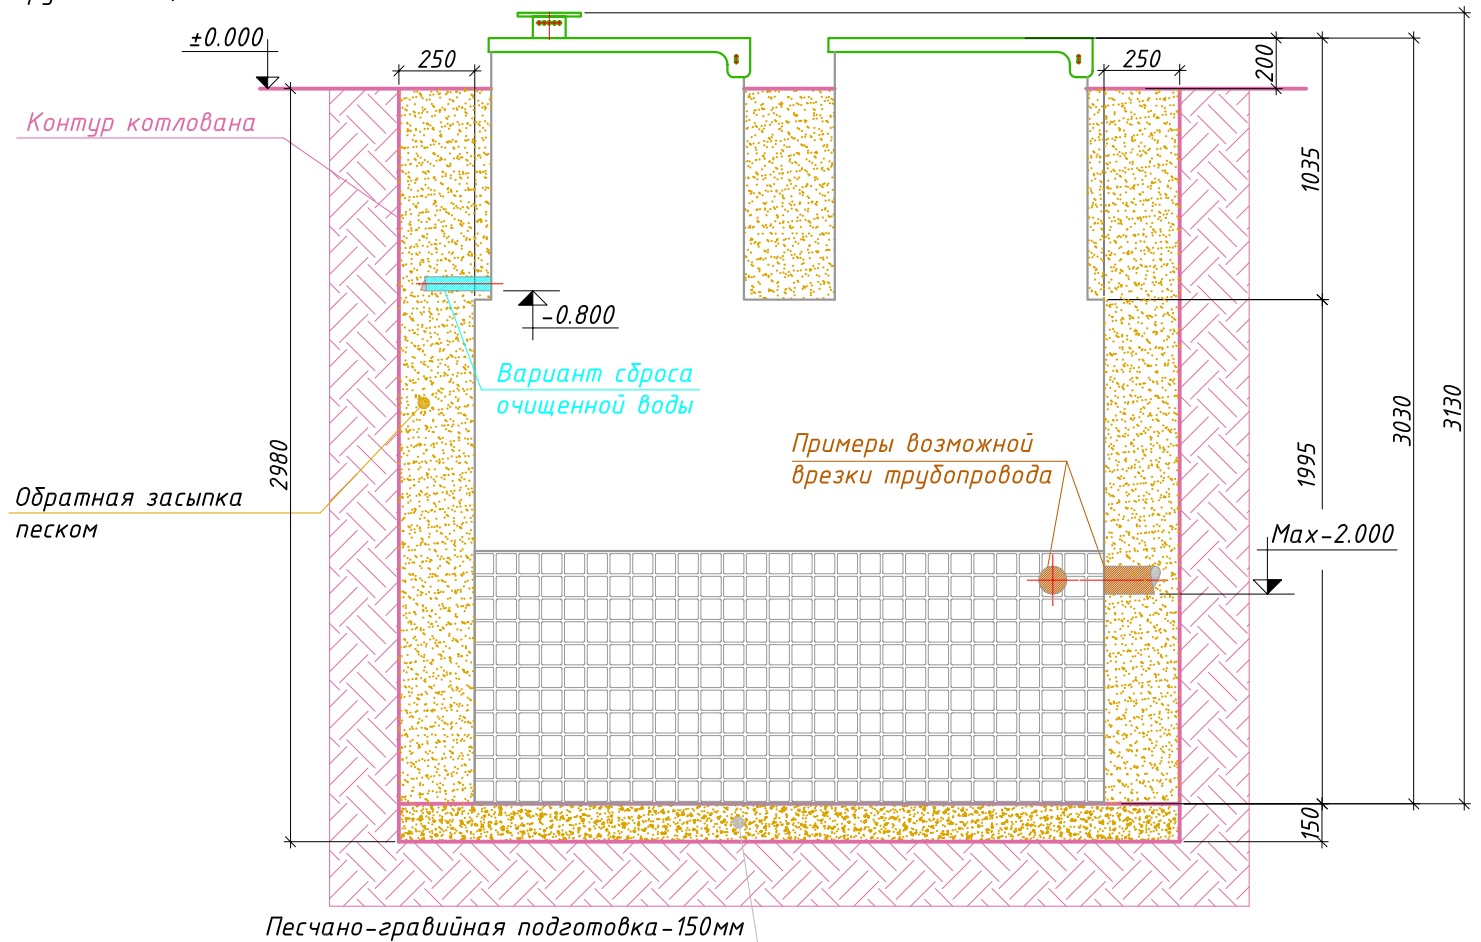 ±0.000
250
250
200
Контур котлована
1035
-0.800
Вариант сброса
очищенной воды
2980
3030
3130
Примеры возможной
врезки трубопровода
1995
Обратная засыпка
песком
Max-2.000
150
Песчано-гравийная подготовка-150мм